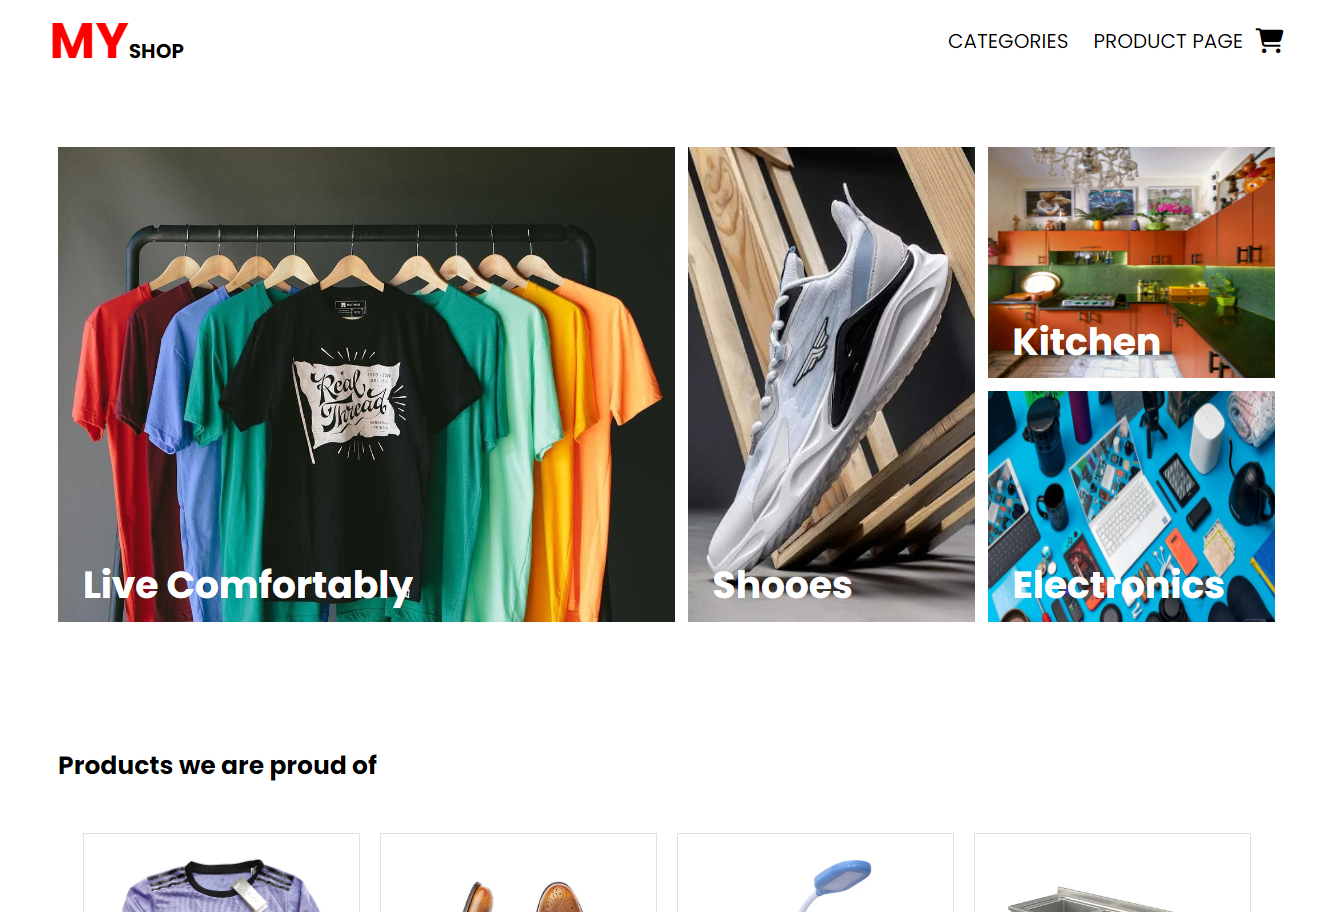 MY SHOP
CATEGORIES PRODUCT PAGE
Real
Thread
Live Comfortably
Shooes
Kitchen
Electronics
Products we are proud of